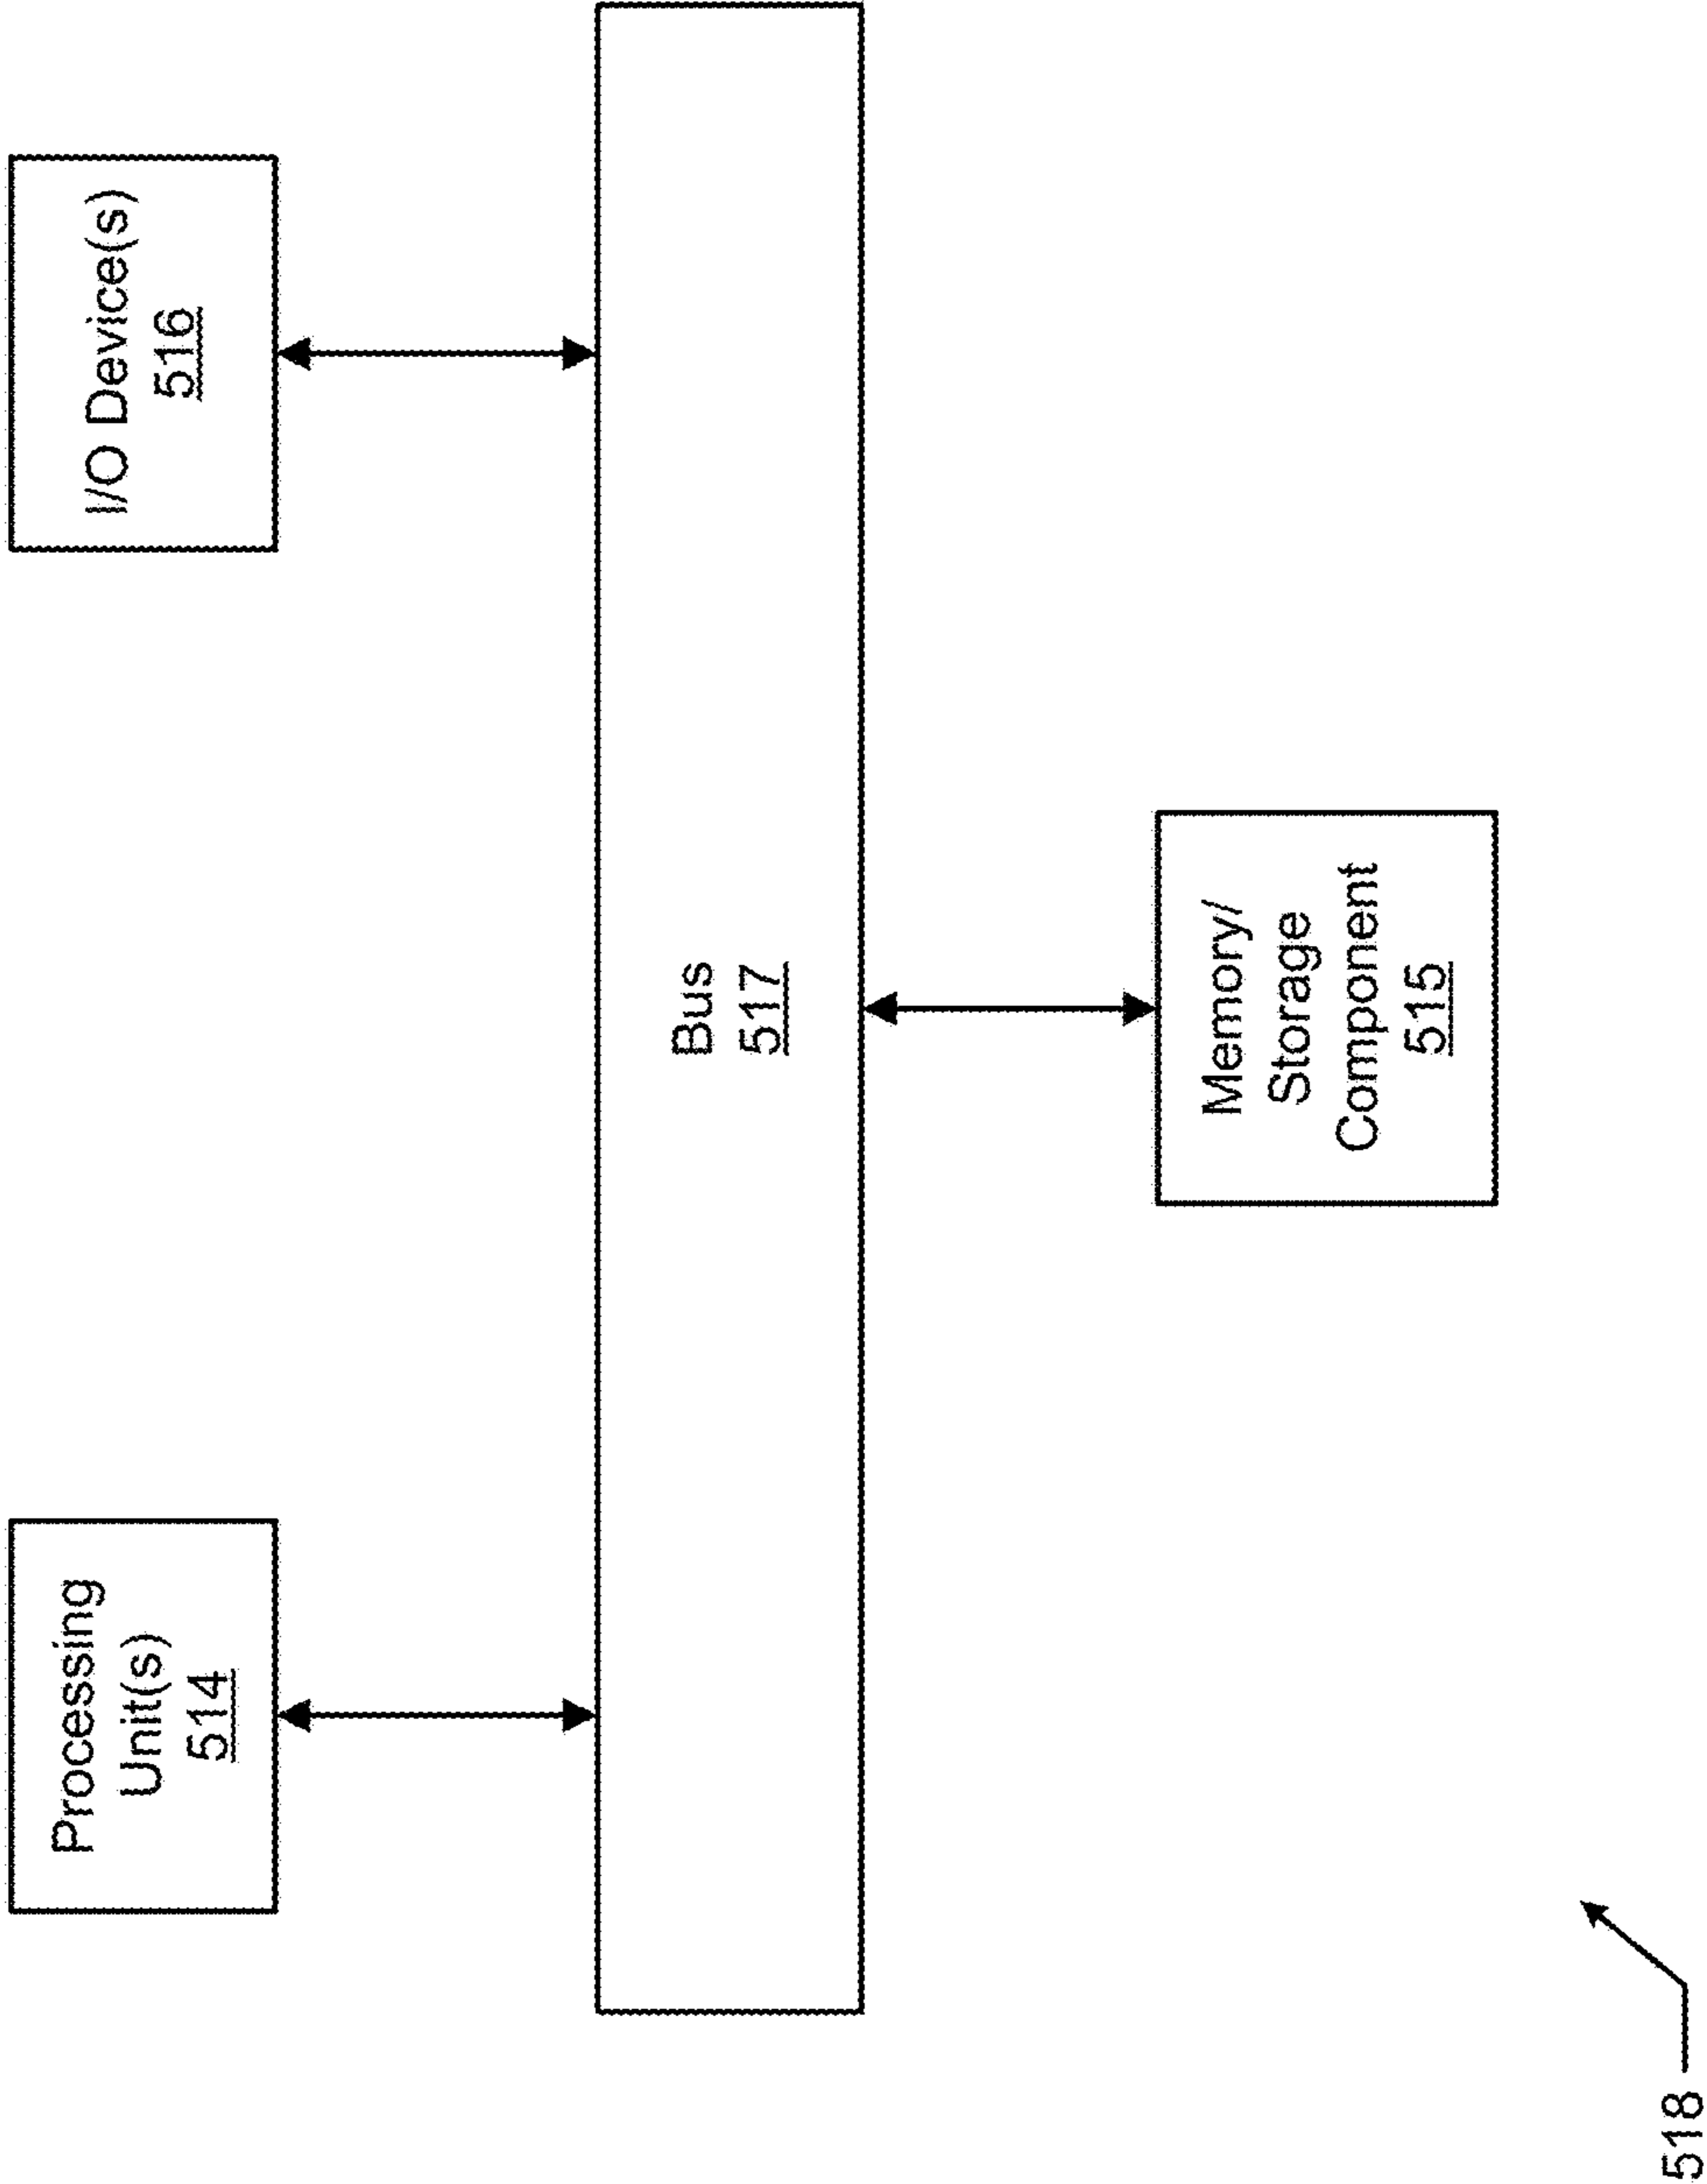 Processing
Unit(s)
514
I/O Device(s)
516
Bus
517
Memory/
Storage
Component
515
518